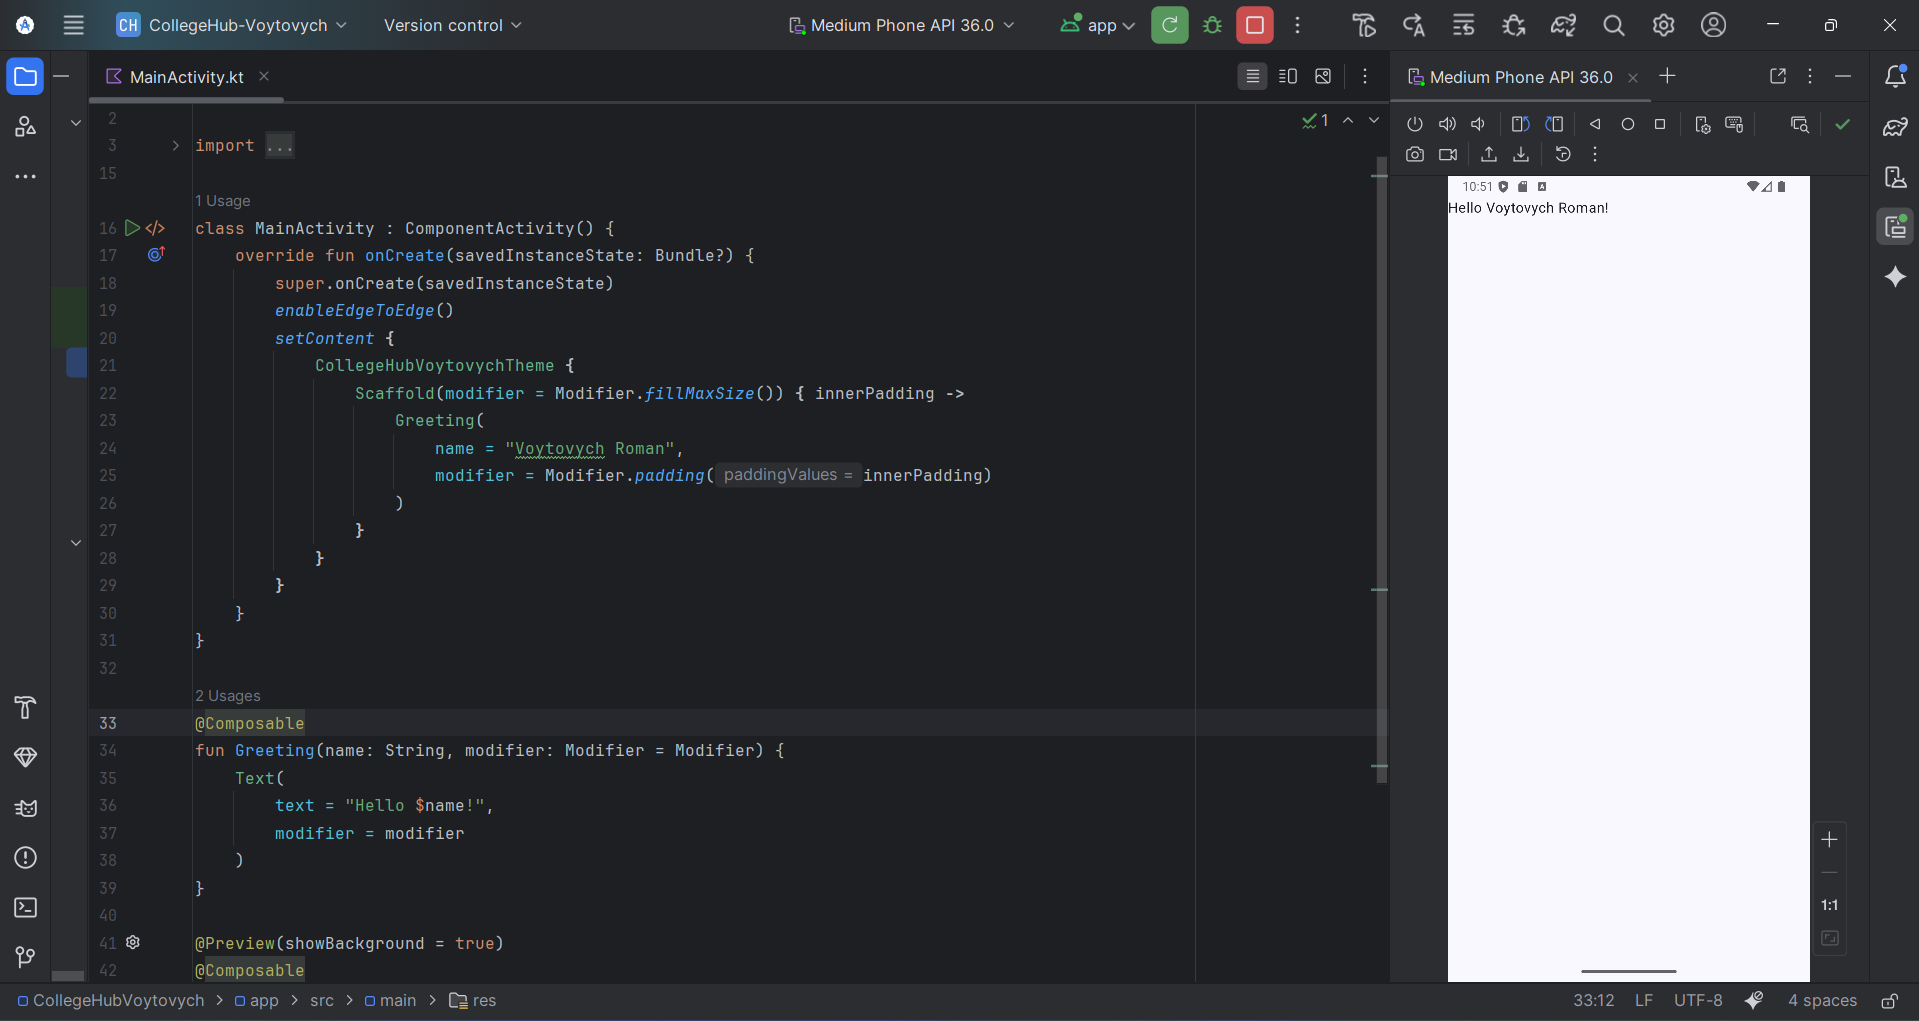 CH CollegeHub-Voytovych Version control Medium Phone API 36.0 app
MainActivity.kt
Medium Phone API 36.0
2
1
3 import ...
15
1 Usage
16 class MainActivity : ComponentActivity() {
17 override fun onCreate(savedInstanceState: Bundle?) {
18 super.onCreate(savedInstanceState)
19 enableEdgeToEdge()
20 setContent {
21 CollegeHubVoytovychTheme {
22 Scaffold(modifier = Modifier.fillMaxSize()) { innerPadding ->
23 Greeting(
24 name = "Voytovych Roman",
25 modifier = Modifier.padding( paddingValues = innerPadding)
26 )
27 }
28 }
29 }
30 }
31 }
32
2 Usages
33 @Composable
34 fun Greeting(name: String, modifier: Modifier = Modifier) {
35 Text(
36 text = "Hello $name!",
37 modifier = modifier
38 )
39 }
40
41 @Preview(showBackground = true)
42 @Composable
10:51
Hello Voytovych Roman!
1:1
CollegeHubVoytovych > app > src > main > res
33:12 LF UTF-8 4 spaces